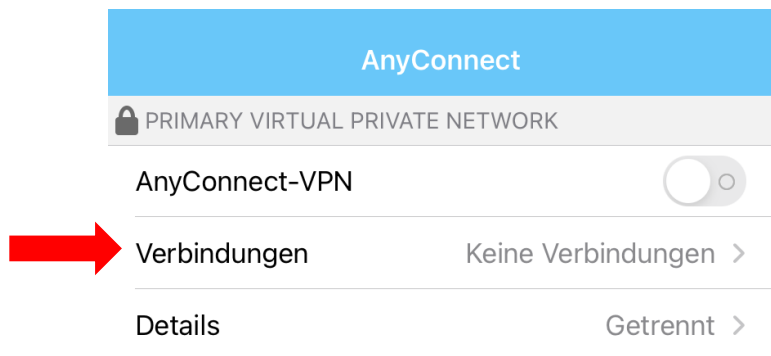 AnyConnect
PRIMARY VIRTUAL PRIVATE NETWORK
AnyConnect-VPN
Verbindungen Keine Verbindungen
Details Getrennt